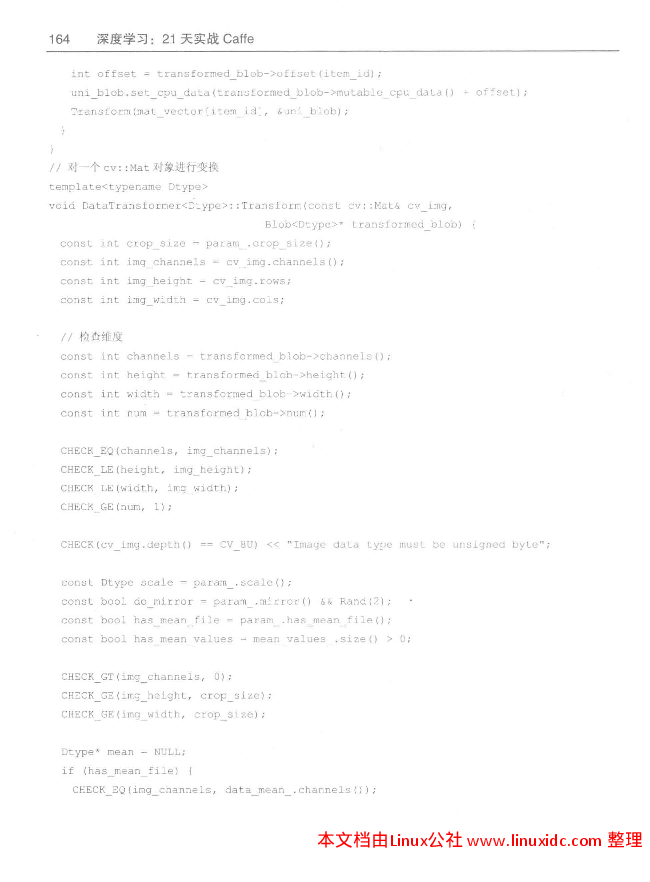 164 深度学习：21 天实战 Caffe
int offset = transformed_blob->offset(item_id);
uni_blob.set_cpu_data(transformed_blob->mutable_cpu_data() + offset);
Transform(mat_vector[item_id], &uni_blob);
}
}
// 对一个 cv::Mat 对象进行变换
template<typename Dtype>
void DataTransformer<Dtype>::Transform(const cv::Mat& cv_img,
Blob<Dtype>* transformed_blob) {
const int crop_size = param_.crop_size();
const int img_channels = cv_img.channels();
const int img_height = cv_img.rows;
const int img_width = cv_img.cols;
// 检查维度
const int channels = transformed_blob->channels();
const int height = transformed_blob->height();
const int width = transformed_blob->width();
const int num = transformed_blob->num();
CHECK_EQ(channels, img_channels);
CHECK_LE(height, img_height);
CHECK_LE(width, img_width);
CHECK_GE(num, 1);
CHECK(cv_img.depth() == CV_8U) << "Image data type must be unsigned byte";
const Dtype scale = param_.scale();
const bool do_mirror = param_.mirror() && Rand(2);
const bool has_mean_file = param_.has_mean_file();
const bool has_mean_values = mean_values_.size() > 0;
CHECK_GT(img_channels, 0);
CHECK_GE(img_height, crop_size);
CHECK_GE(img_width, crop_size);
Dtype* mean = NULL;
if (has_mean_file) {
CHECK_EQ(img_channels, data_mean_.channels());
本文档由Linux公社 www.linuxidc.com 整理